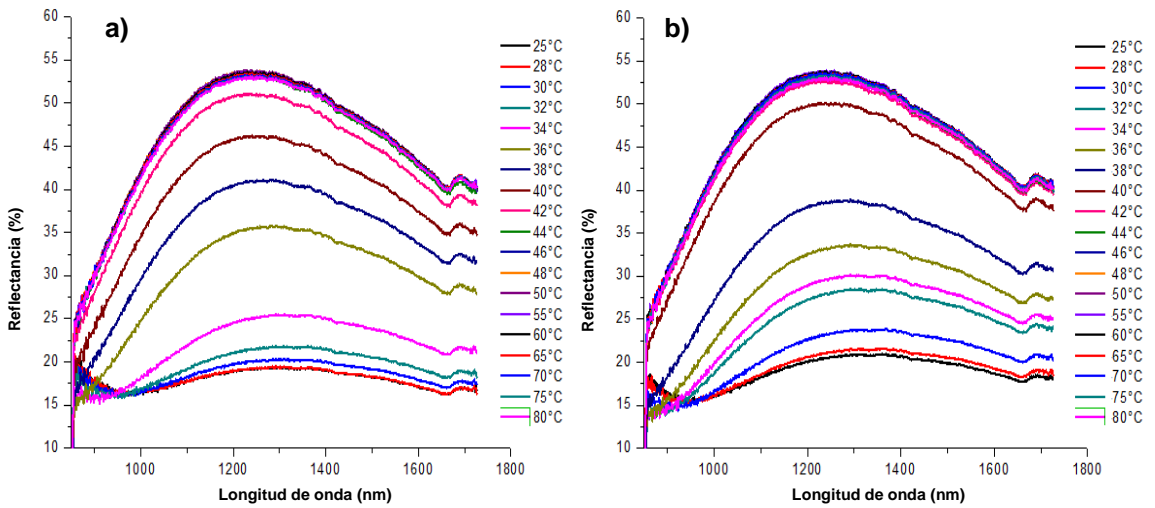 a)
60
55
50
45
40
35
30
25
20
15
10
Reflectancia (%)
1000 1200 1400 1600 1800
Longitud de onda (nm)
25°C
28°C
30°C
32°C
34°C
36°C
38°C
40°C
42°C
44°C
46°C
48°C
50°C
55°C
60°C
65°C
70°C
75°C
80°C
b)
60
55
50
45
40
35
30
25
20
15
10
Reflectancia (%)
1000 1200 1400 1600 1800
Longitud de onda (nm)
25°C
28°C
30°C
32°C
34°C
36°C
38°C
40°C
42°C
44°C
46°C
48°C
50°C
55°C
60°C
65°C
70°C
75°C
80°C